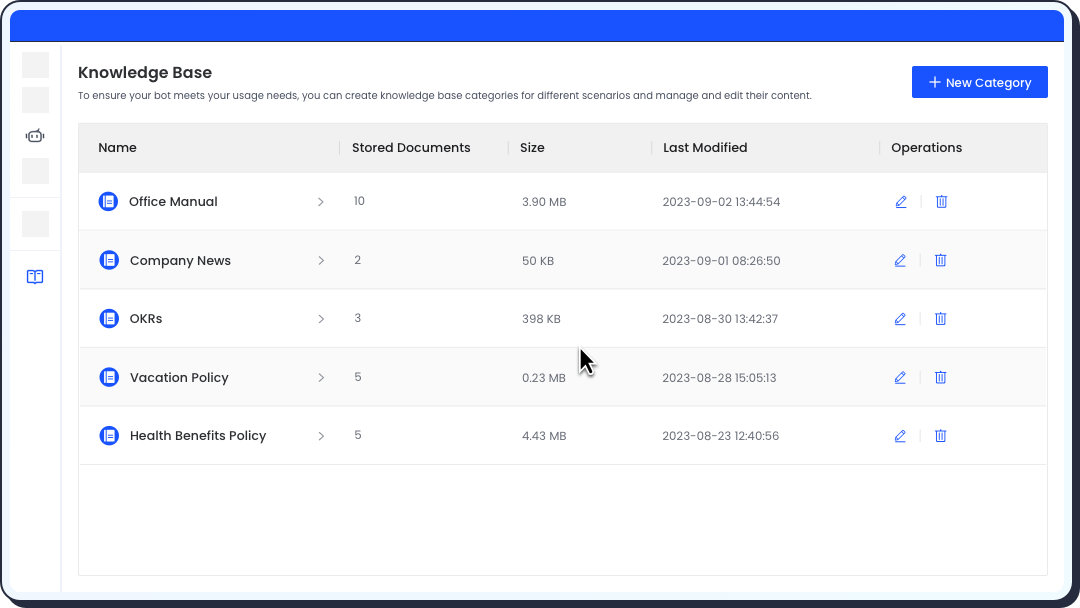 Knowledge Base
To ensure your bot meets your usage needs, you can create knowledge base categories for different scenarios and manage and edit their content.
New Category
Name Stored Documents Size Last Modified Operations
Office Manual 10 3.90 MB 2023-09-02 13:44:54
Company News 2 50 KB 2023-09-01 08:26:50
OKRs 3 398 KB 2023-08-30 13:42:37
Vacation Policy 5 0.23 MB 2023-08-28 15:05:13
Health Benefits Policy 5 4.43 MB 2023-08-23 12:40:56